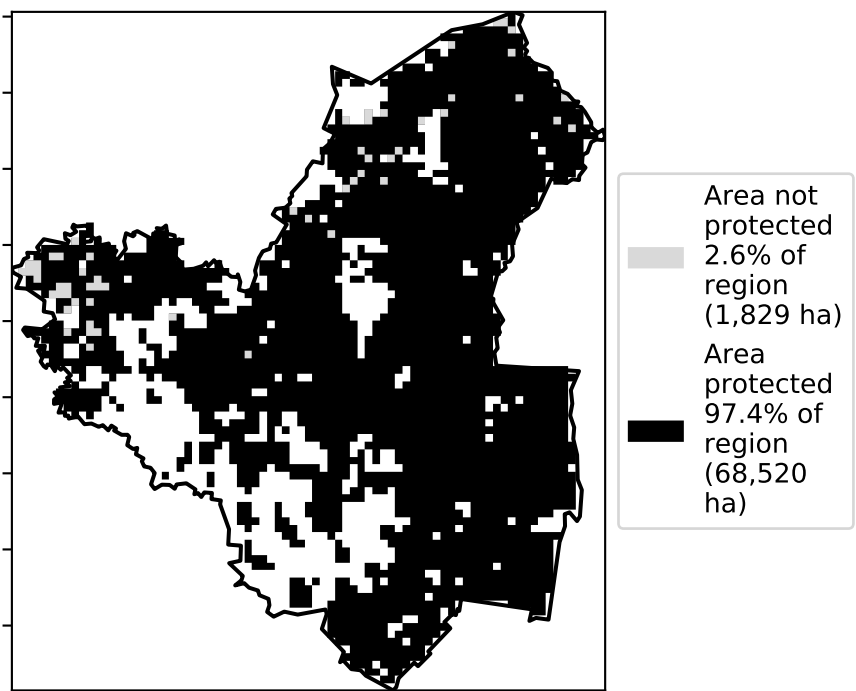 Area not
protected
2.6% of
region
(1,829 ha)
Area
protected
97.4% of
region
(68,520
ha)